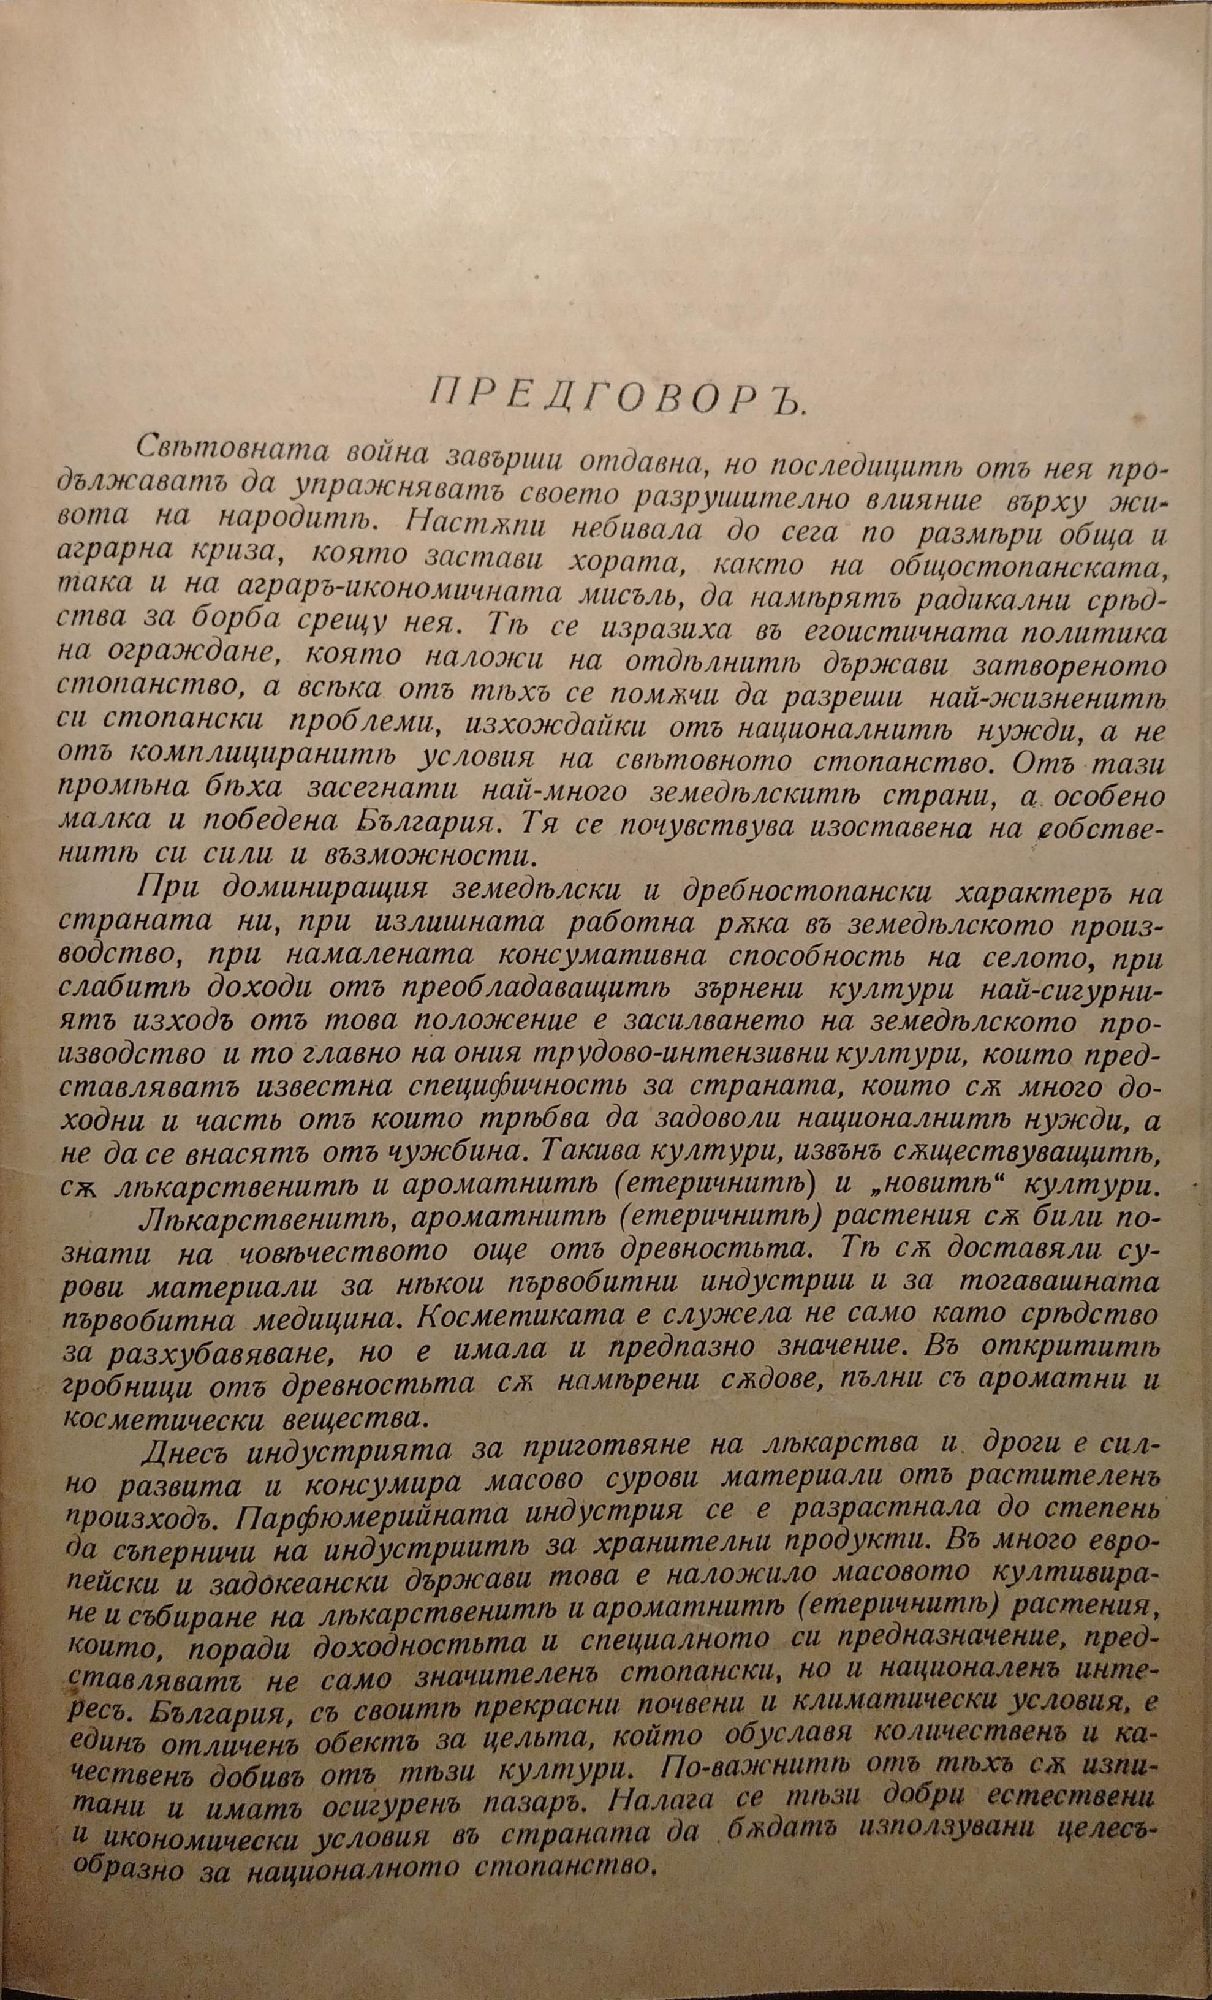 ПРЕДГОВОРЪ.
Свѣтовната война завърши отдавна, но последицитѣ отъ нея про-
дължаватъ да упражняватъ своето разрушително влияние върху жи-
вота на народитѣ. Настѫпи небивала до сега по размѣри обща и
аграрна криза, която застави хората, както на общостопанската,
така и на аграръ-икономичната мисъль, да намѣрятъ радикални срѣд-
ства за борба срещу нея. Тѣ се изразиха въ егоистичната политика
на ограждане, която наложи на отдѣлнитѣ държави затвореното
стопанство, а всѣка отъ тѣхъ се помѫчи да разреши най-жизненитѣ
си стопански проблеми, изхождайки отъ националнитѣ нужди, а не
отъ комплициранитѣ условия на свѣтовното стопанство. Отъ тази
промѣна бѣха засегнати най-много земедѣлскитѣ страни, а особено
малка и победена България. Тя се почувствува изоставена на собстве-
нитѣ си сили и възможности.
При доминиращия земедѣлски и дребностопански характеръ на
страната ни, при излишната работна рѫка въ земедѣлското произ-
водство, при намалената консумативна способность на селото, при
слабитѣ доходи отъ преобладаващитѣ зърнени култури най-сигурни-
ятъ изходъ отъ това положение е засилването на земедѣлското про-
изводство и то главно на ония трудово-интензивни култури, които пред-
ставляватъ известна специфичность за страната, които сѫ много до-
ходни и часть отъ които трѣбва да задоволи националнитѣ нужди, а
не да се внасятъ отъ чужбина. Такива култури, извънъ сѫществуващитѣ,
сѫ лѣкарственитѣ и ароматнитѣ (етеричнитѣ) и „новитѣ“ култури.
Лѣкарственитѣ, ароматнитѣ (етеричнитѣ) растения сѫ били по-
знати на човѣчеството още отъ древностьта. Тѣ сѫ доставяли су-
рови материали за нѣкои първобитни индустрии и за тогавашната
първобитна медицина. Косметиката е служела не само като срѣдство
за разхубавяване, но е имала и предпазно значение. Въ откритиѣ
гробници отъ древностьта сѫ намѣрени сѫдове, пълни съ ароматни и
косметически вещества.
Днесъ индустрията за приготвяне на лѣкарства и дроги е сил-
но развита и консумира масово сурови материали отъ растителенъ
произходъ. Парфюмерийната индустрия се е разрастнала до степень
да съперничи на индустриитѣ за хранителни продукти. Въ много евро-
пейски и задокеански държави това е наложило масовото култивира-
не и събиране на лѣкарственитѣ и ароматнитѣ (етеричнитѣ) растения,
които, поради доходностьта и специалното си предназначение, пред-
ставляватъ не само значителенъ стопански, но и националенъ инте-
ресъ. България, съ своитѣ прекрасни почвени и климатически условия, е
единъ отличенъ обектъ за цельта, който обуславя количественъ и ка-
чественъ добивъ отъ тѣзи култури. По-важнитѣ отъ тѣхъ сѫ изпи-
тани и иматъ осигуренъ пазаръ. Налага се тѣзи добри естествени
и икономически условия въ страната да бѫдатъ използувани целесъ-
образно за националното стопанство.